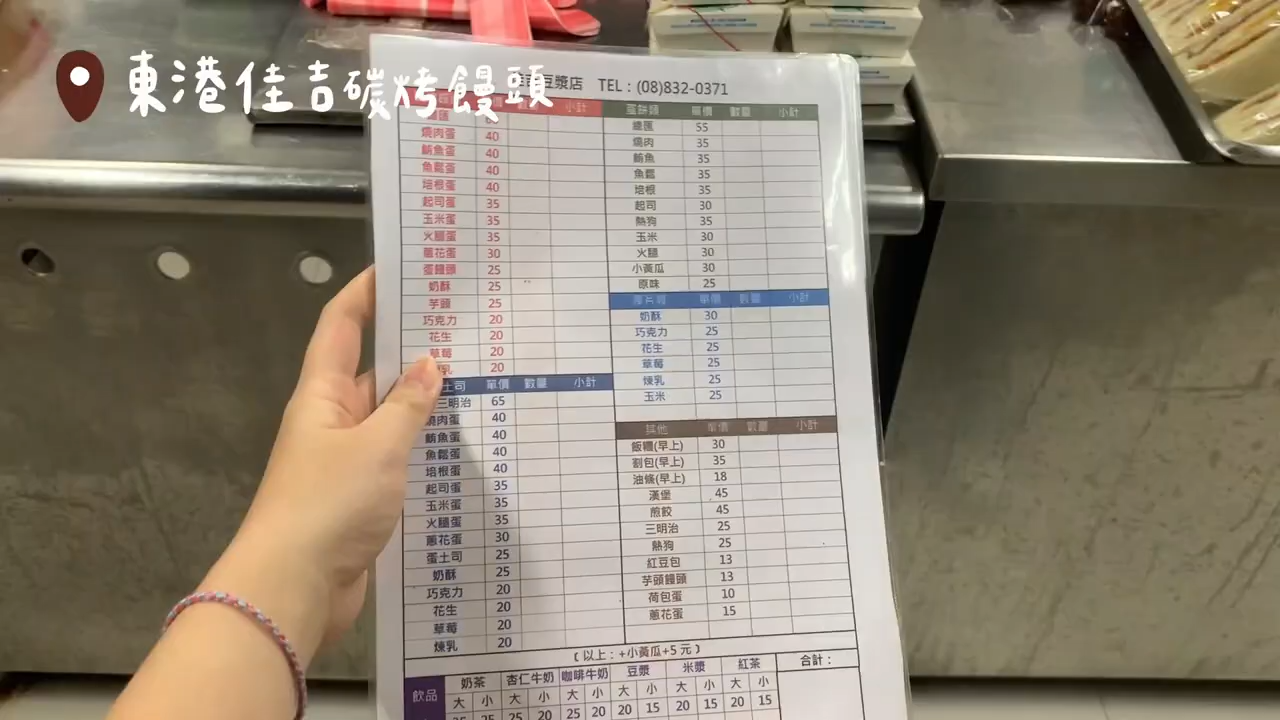 東港佳吉碳烤饅頭
豆漿店 TEL：(08)832-0371
小計
燒肉蛋 40
鮪魚蛋 40
魚鬆蛋 40
培根蛋 40
起司蛋 35
玉米蛋 35
火腿蛋 35
蔥花蛋 30
蛋饅頭 25
奶酥 25
芋頭 25
巧克力 20
花生 20
草莓 20
乳 20
土司 單價 數量 小計
三明治 65
燒肉蛋 40
鮪魚蛋 40
魚鬆蛋 40
培根蛋 40
起司蛋 35
玉米蛋 35
火腿蛋 35
蔥花蛋 30
蛋土司 25
奶酥 25
巧克力 20
花生 20
草莓 20
煉乳 20
蛋餅類 單價 數量 小計
總匯 55
燒肉 35
鮪魚 35
魚鬆 35
培根 35
起司 30
熱狗 35
玉米 30
火腿 30
小黃瓜 30
原味 25
厚片類 單價 數量 小計
奶酥 30
巧克力 25
花生 25
草莓 25
煉乳 25
玉米 25
其他 單價 數量 小計
飯糰(早上) 30
割包(早上) 35
油條(早上) 18
漢堡 45
煎餃 45
三明治 25
熱狗 25
紅豆包 13
芋頭饅頭 13
荷包蛋 10
蔥花蛋 15
(以上：+小黃瓜+5元)
飲品 奶茶 杏仁牛奶 咖啡牛奶 豆漿 米漿 紅茶 合計：
大 小 大 小 大 小 大 小 大 小 大 小
35 25 25 20 25 20 20 15 20 15 20 15